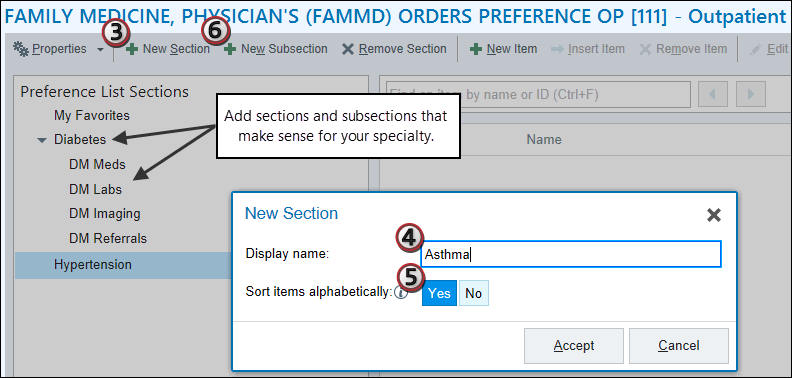 FAMILY MEDICINE, PHYSICIAN'S (FAMMD) ORDERS PREFERENCE OP [111] - Outpatient
3 6
Properties New Section New Subsection Remove Section New Item Insert Item Remove Item Edit
Preference List Sections
My Favorites
Diabetes
DM Meds
DM Labs
DM Imaging
DM Referrals
Hypertension
Find an item by name or ID (Ctrl+F)
Name
Add sections and subsections that
make sense for your specialty.
New Section
4
Display name: Asthma
5
Sort items alphabetically: i Yes No
Accept Cancel